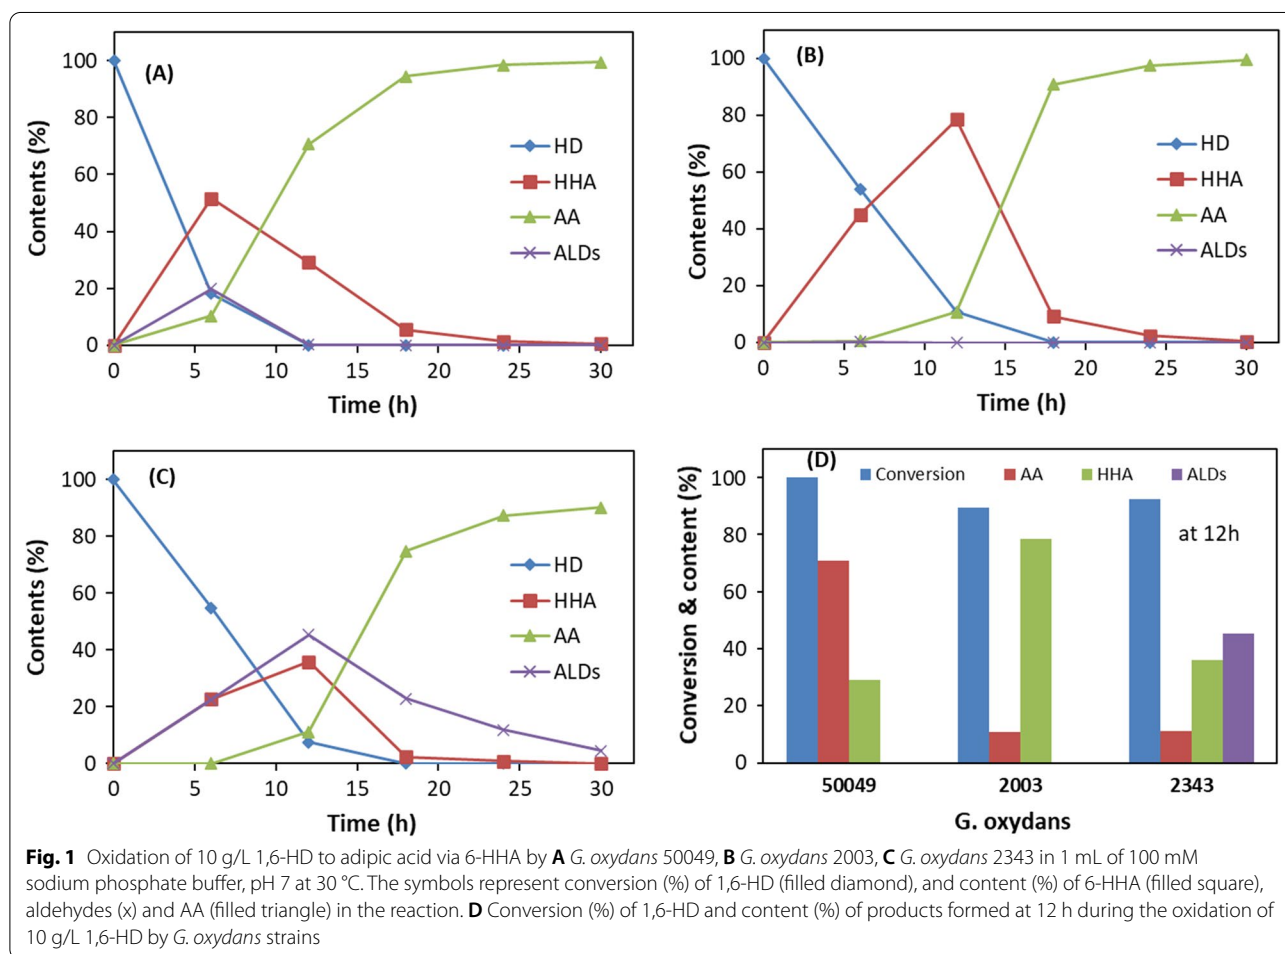 (A)
100
80
60
40
20
0
Contents (%)
HD
HHA
AA
ALDs
0 5 10 15 20 25 30
Time (h)
(B)
100
80
60
40
20
0
Contents (%)
HD
HHA
AA
ALDs
0 5 10 15 20 25 30
Time (h)
(C)
100
80
60
40
20
0
Contents (%)
HD
HHA
AA
ALDs
0 5 10 15 20 25 30
Time (h)
(D)
Conversion AA HHA ALDs
at 12h
100
80
60
40
20
0
Conversion & content (%)
50049 2003 2343
G. oxydans
Fig. 1 Oxidation of 10 g/L 1,6-HD to adipic acid via 6-HHA by A G. oxydans 50049, B G. oxydans 2003, C G. oxydans 2343 in 1 mL of 100 mM
sodium phosphate buffer, pH 7 at 30 °C. The symbols represent conversion (%) of 1,6-HD (filled diamond), and content (%) of 6-HHA (filled square),
aldehydes (x) and AA (filled triangle) in the reaction. D Conversion (%) of 1,6-HD and content (%) of products formed at 12 h during the oxidation of
10 g/L 1,6-HD by G. oxydans strains